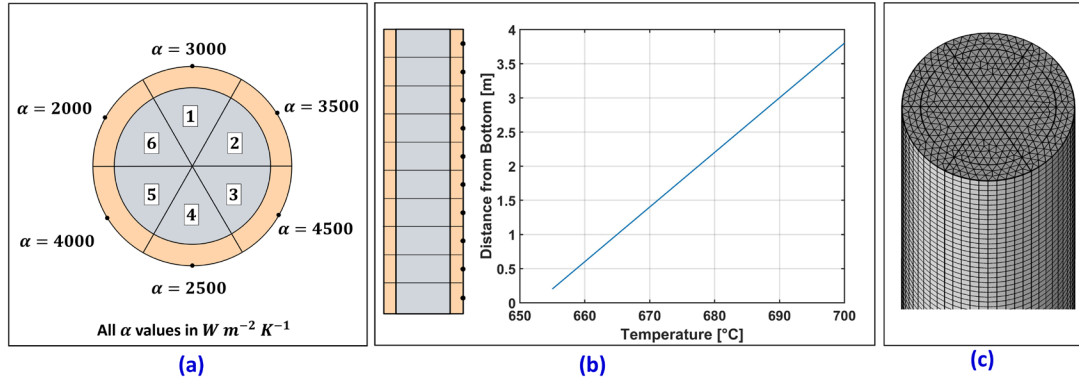 α = 3000
α = 2000
α = 3500
1
6
2
5
3
4
α = 4000
α = 4500
α = 2500
All α values in W m⁻² K⁻¹
(a)
Distance from Bottom [m]
4
3.5
3
2.5
2
1.5
1
0.5
0
650 660 670 680 690 700
Temperature [°C]
(b)
(c)